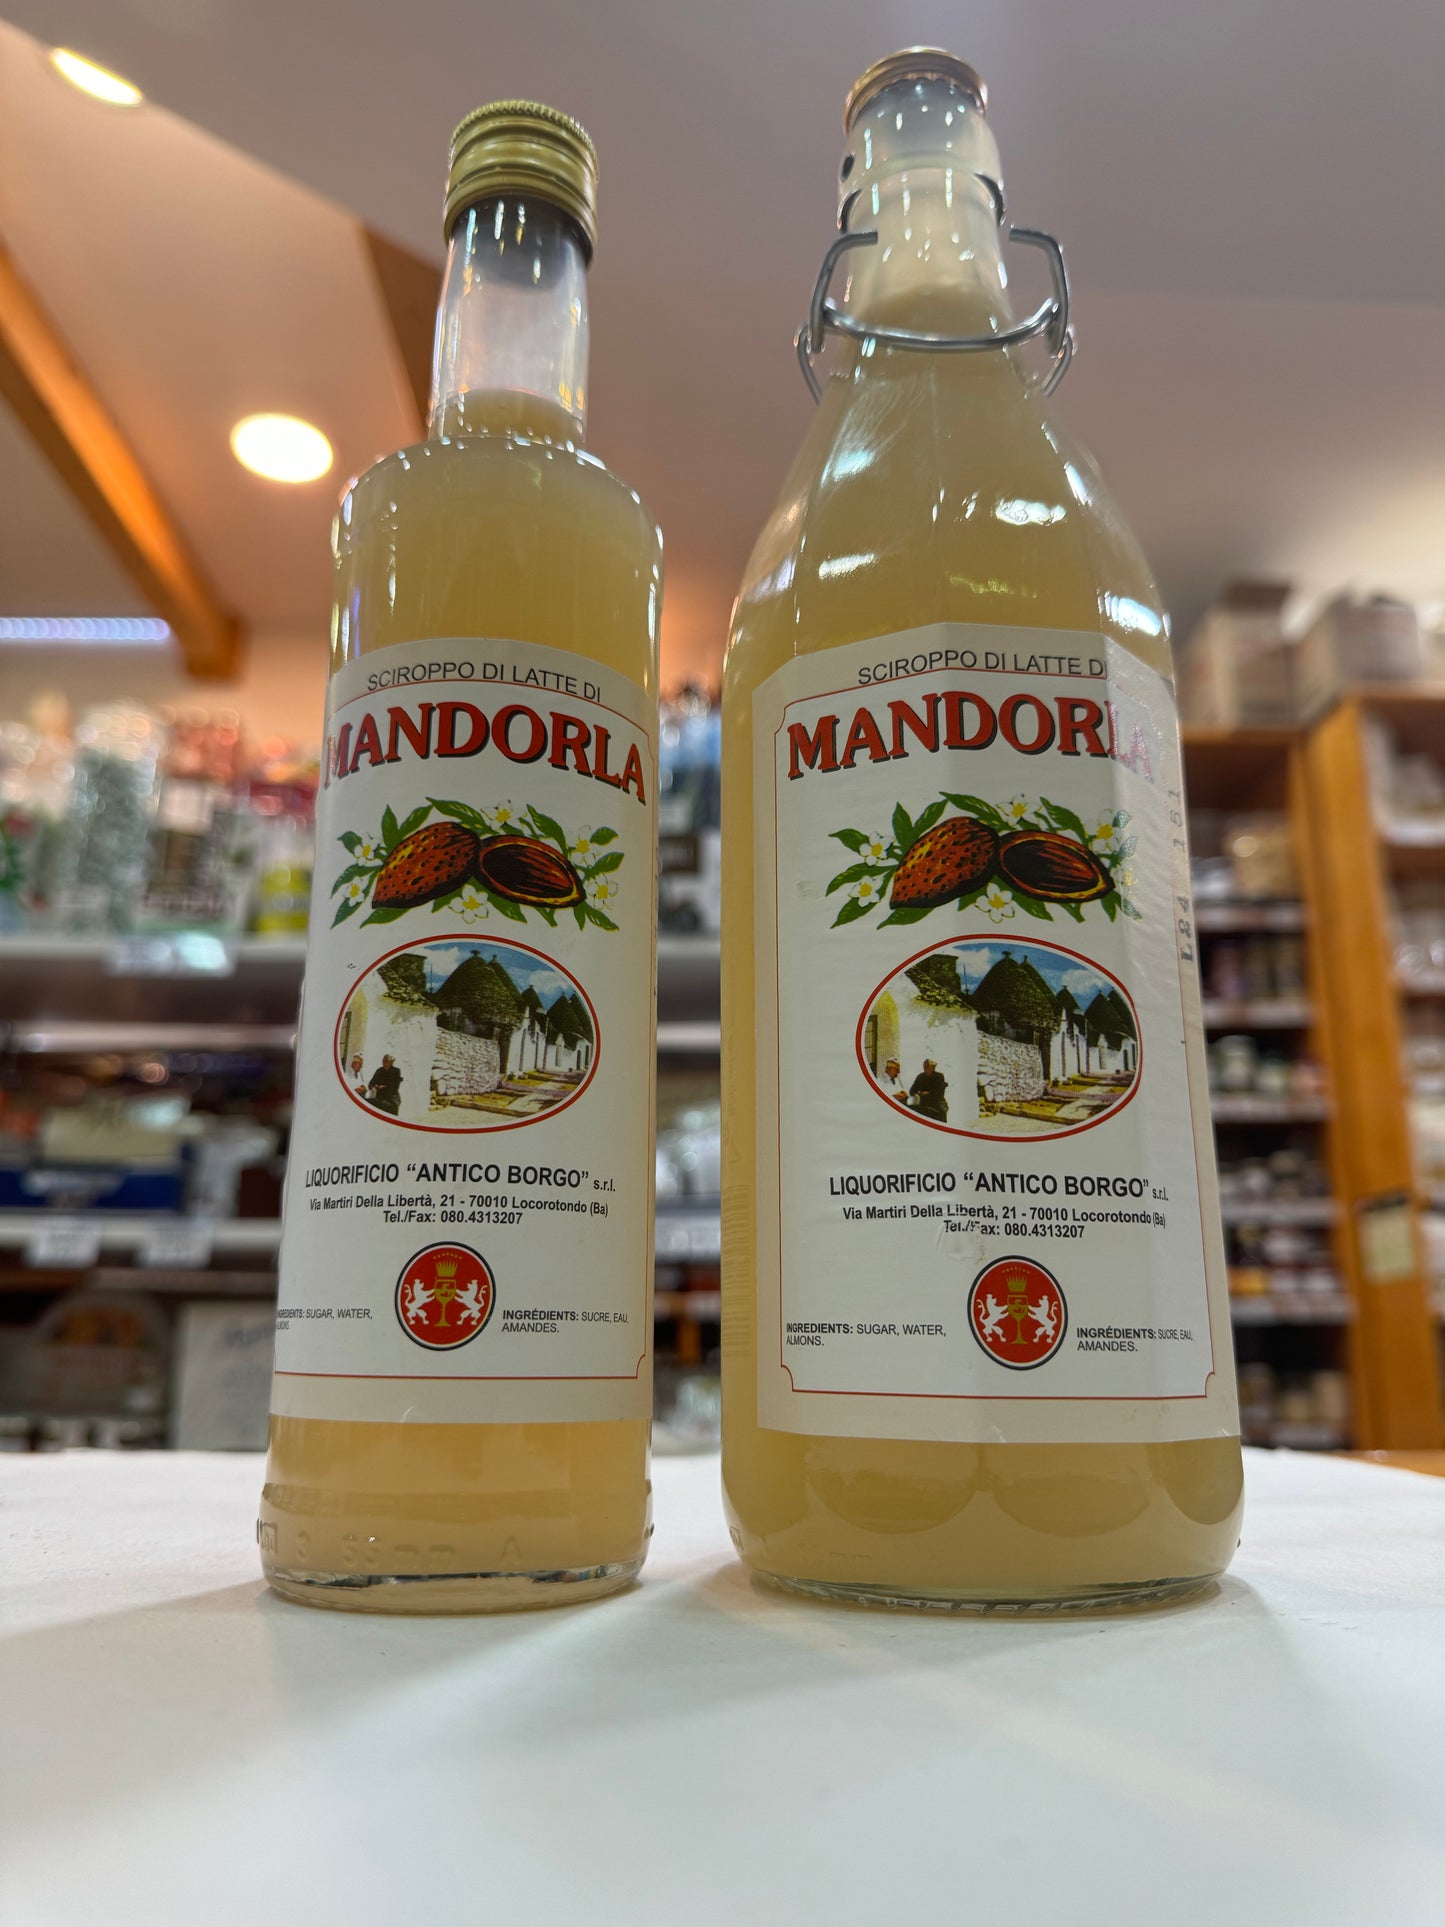 SCIROPPO DI LATTE DI
MANDORLA
LIQUORIFICIO “ANTICO BORGO” s.r.l.
Via Martiri Della Libertà, 21 - 70010 Locorotondo (Ba)
Tel./Fax: 080.4313207
SUGAR, WATER,
INGRÉDIENTS: SUCRE, EAU,
AMANDES.
SCIROPPO DI LATTE DI
MANDORLA
L24 151
LIQUORIFICIO “ANTICO BORGO” s.r.l.
Via Martiri Della Libertà, 21 - 70010 Locorotondo (Ba)
Tel./Fax: 080.4313207
INGREDIENTS: SUGAR, WATER,
ALMONS.
INGRÉDIENTS: SUCRE, EAU,
AMANDES.